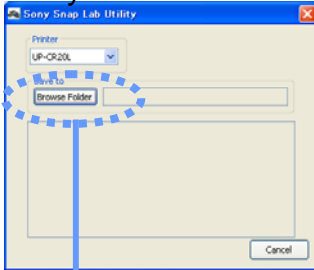 Sony Snap Lab Utility
Printer
UP-CR20L
Save to
Browse Folder
Cancel